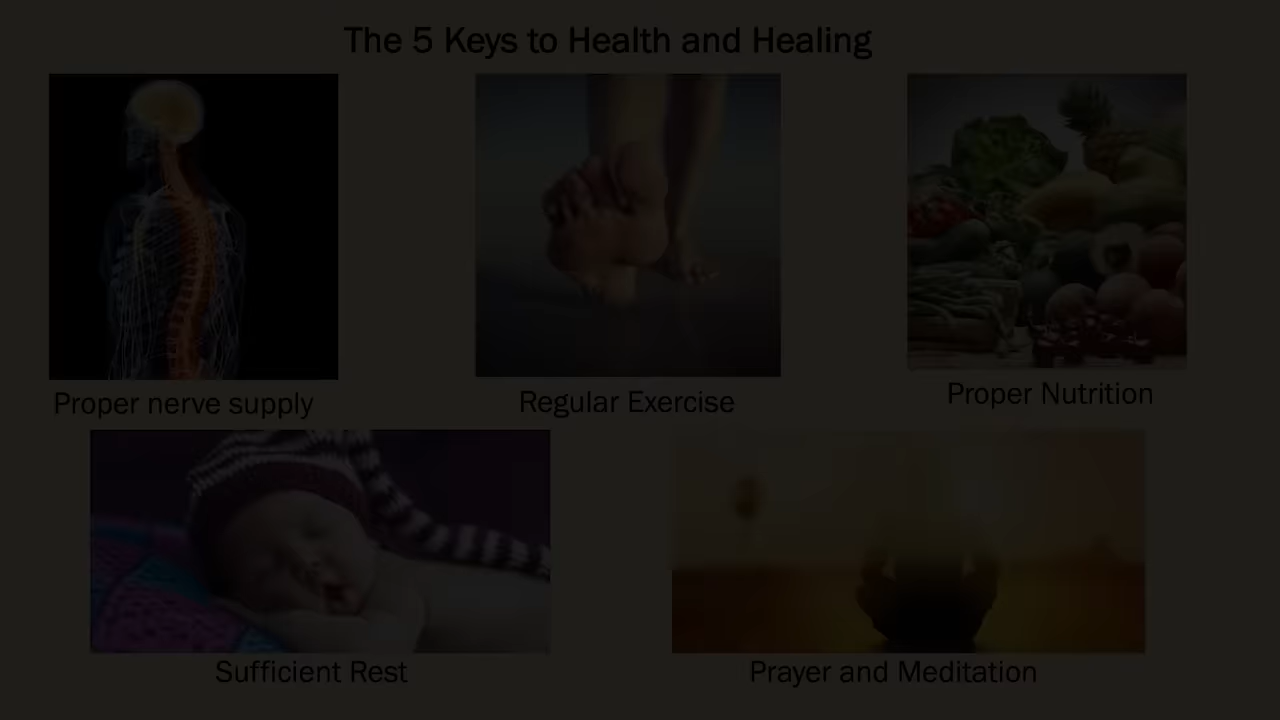 The 5 Keys to Health and Healing
Proper nerve supply
Regular Exercise
Proper Nutrition
Sufficient Rest
Prayer and Meditation